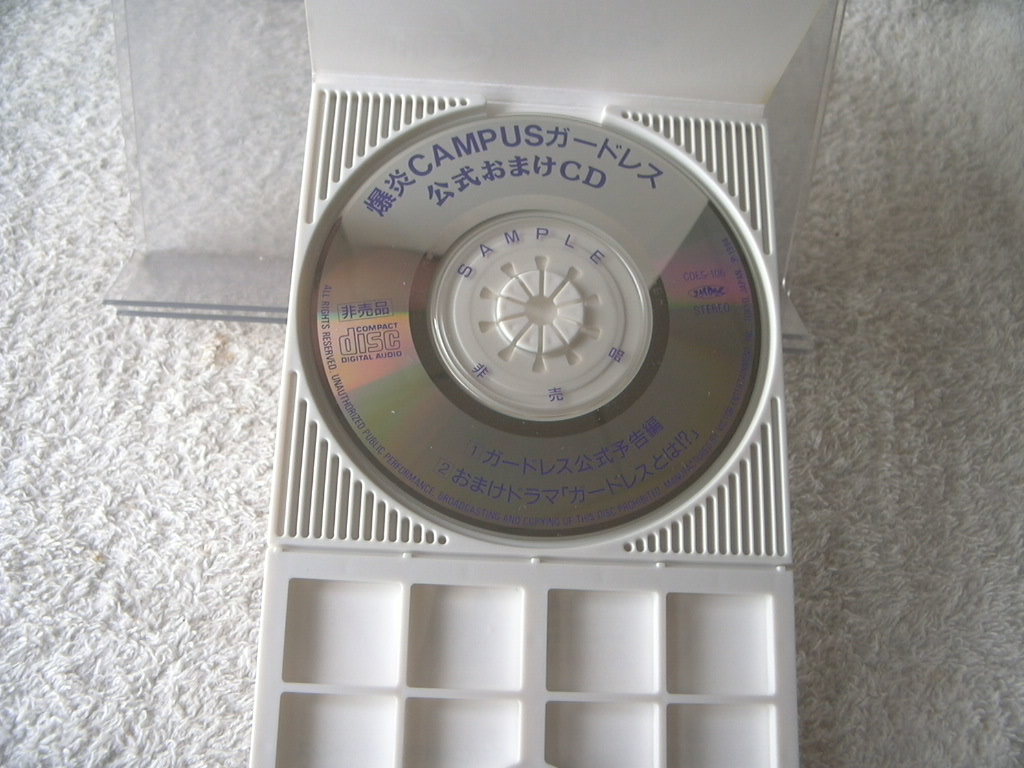 爆炎CAMPUSガードレス
公式おまけCD
SAMPLE
非売品
非売品
COMPACT
disc
DIGITAL AUDIO
STEREO
1 ガードレス公式予告編
2 おまけドラマ「ガードレスとは!?」
ALL RIGHTS RESERVED. UNAUTHORIZED PUBLIC PERFORMANCE, BROADCASTING AND COPYING OF THIS DISC PROHIBITED.